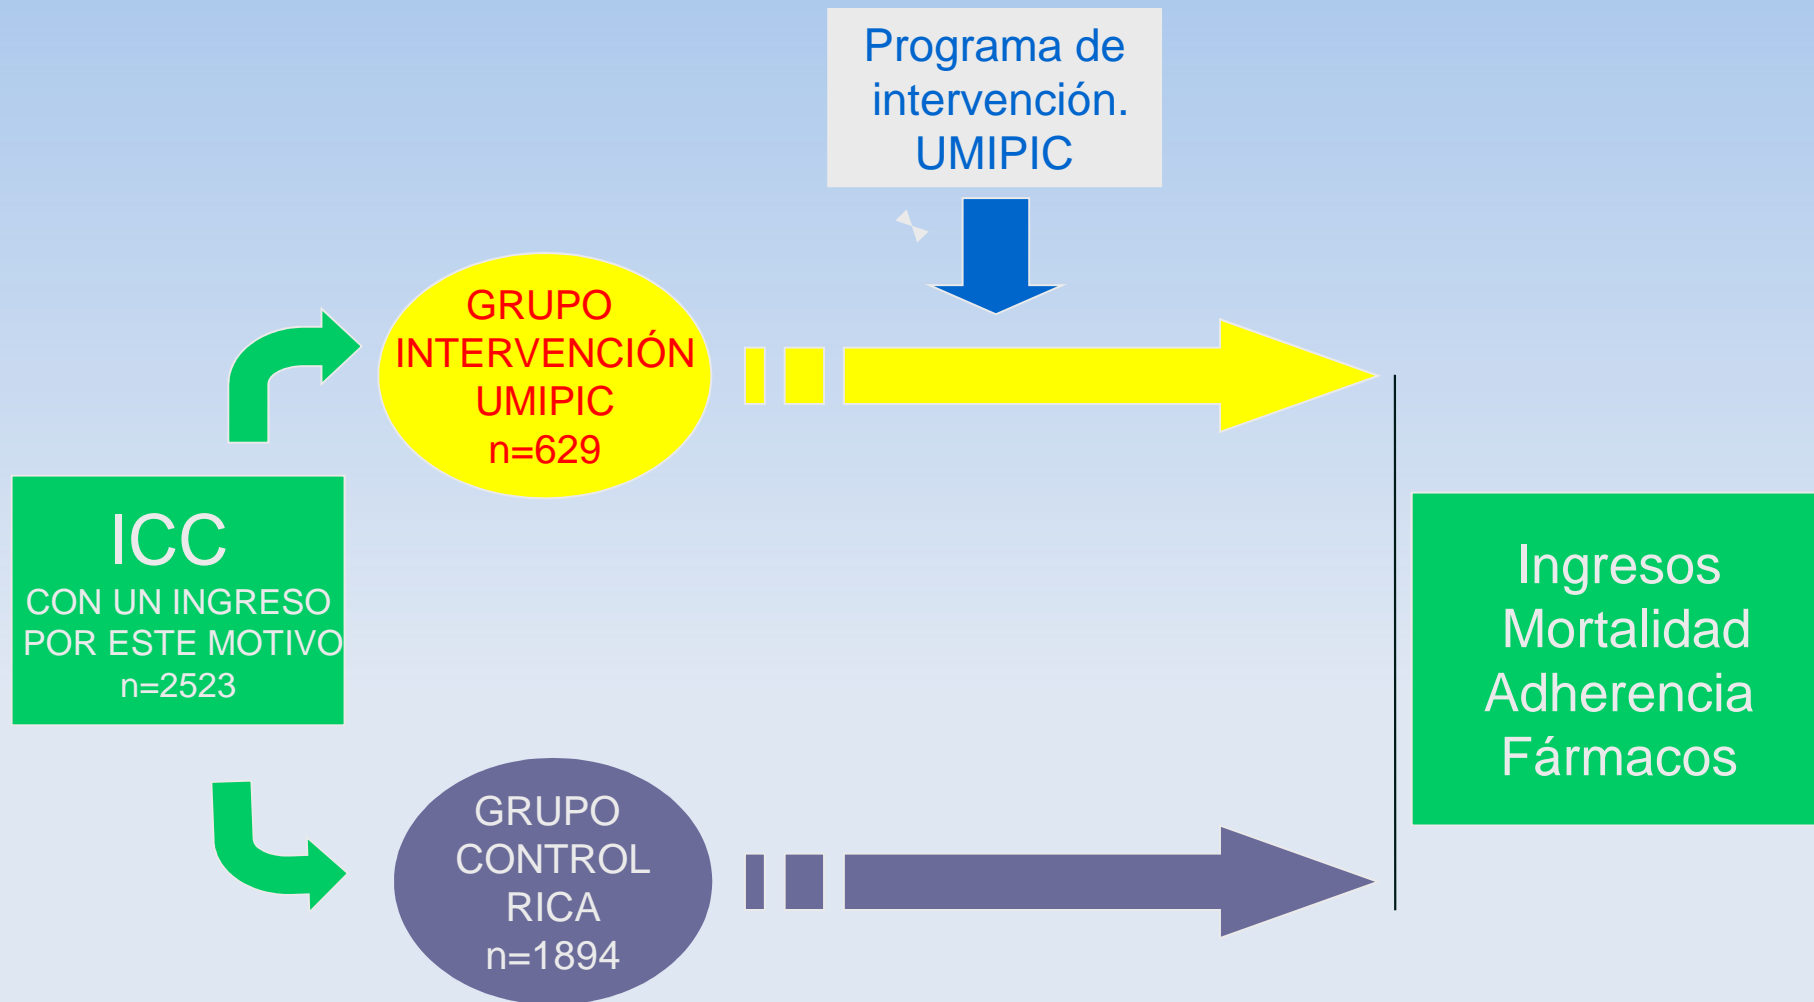 Programa de
intervención.
UMIPIC
GRUPO
INTERVENCIÓN
UMIPIC
n=629
ICC
CON UN INGRESO
POR ESTE MOTIVO
n=2523
Ingresos
Mortalidad
Adherencia
Fármacos
GRUPO
CONTROL
RICA
n=1894